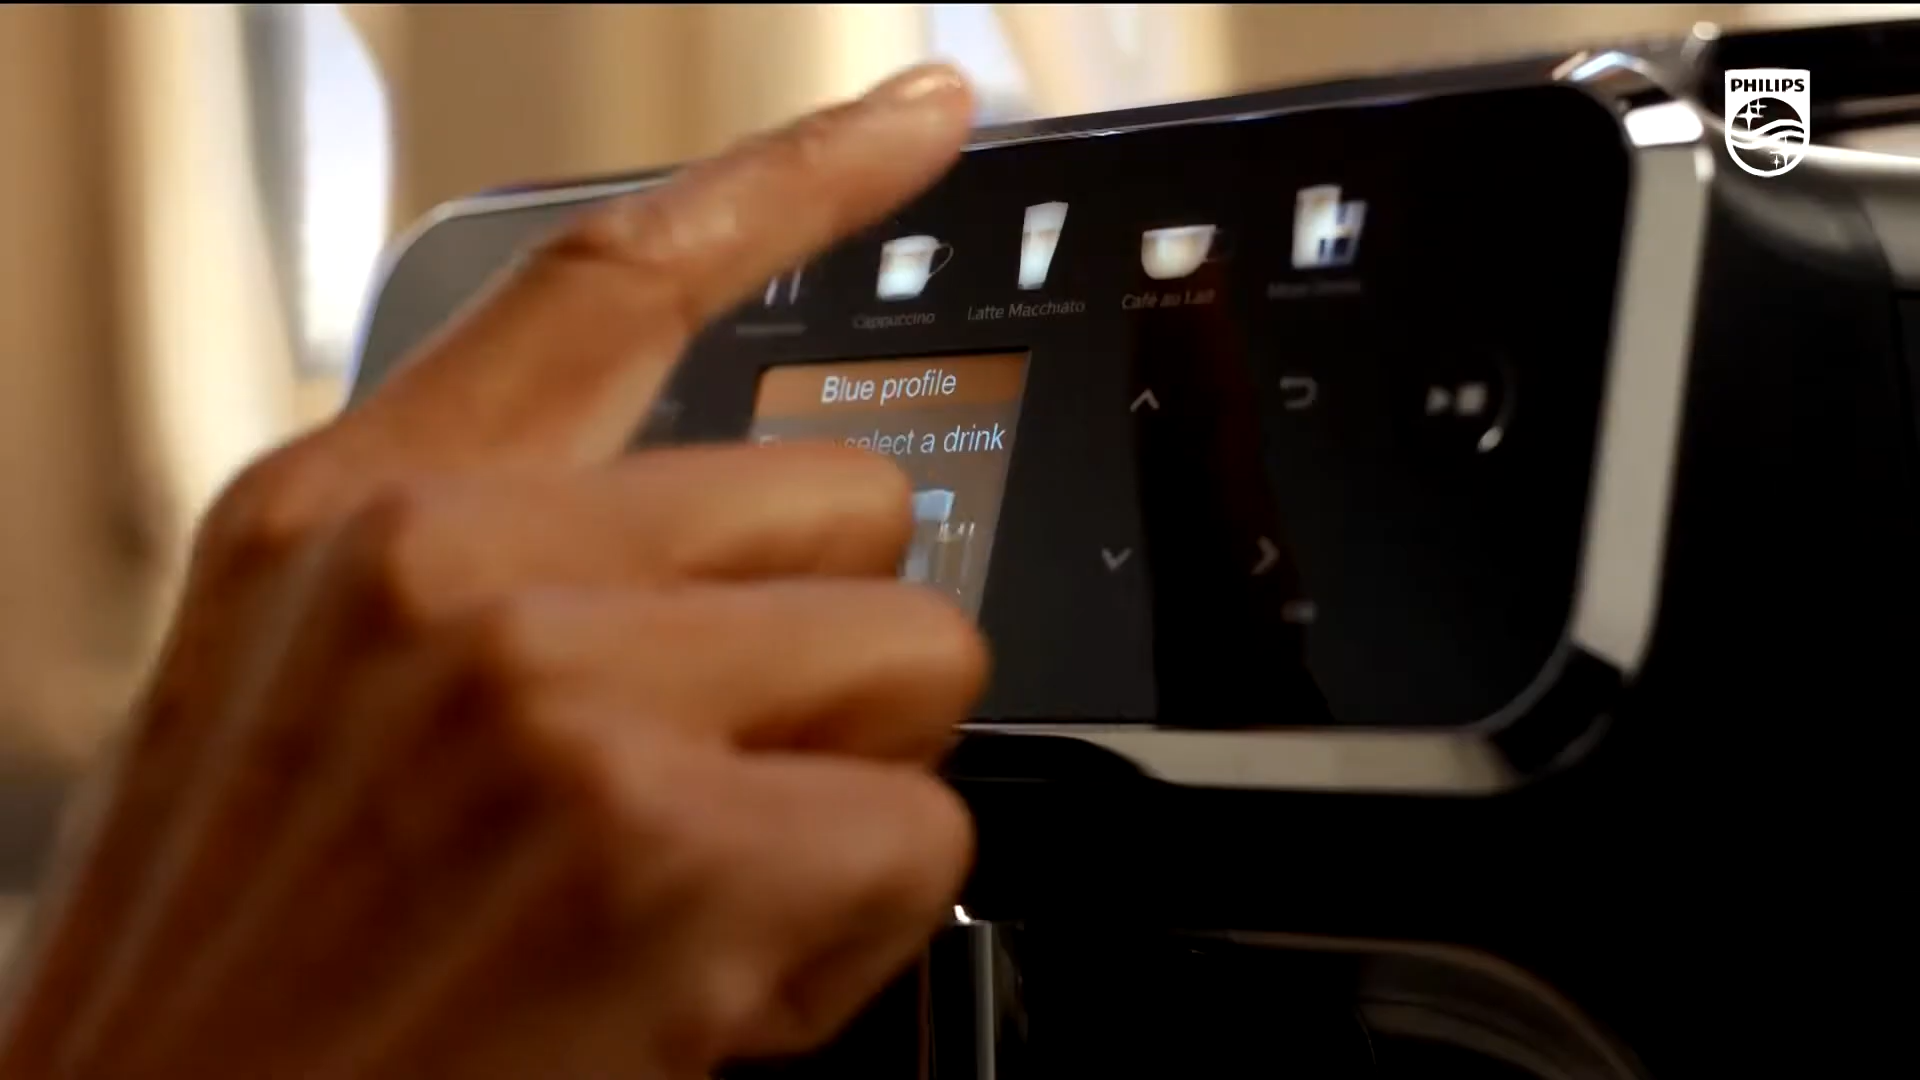 PHILIPS
Cappuccino
Latte Macchiato
Café au Lait
Blue profile
select a drink